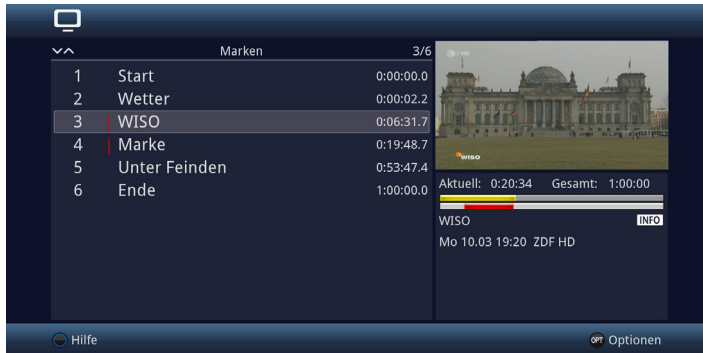 Marken 3/6
1 Start 0:00:00.0
2 Wetter 0:00:02.2
3 WISO 0:06:31.7
4 Marke 0:19:48.7
5 Unter Feinden 0:53:47.4
6 Ende 1:00:00.0
HD
wiso
Aktuell: 0:20:34 Gesamt: 1:00:00
WISO INFO
Mo 10.03 19:20 ZDF HD
Hilfe OPT Optionen